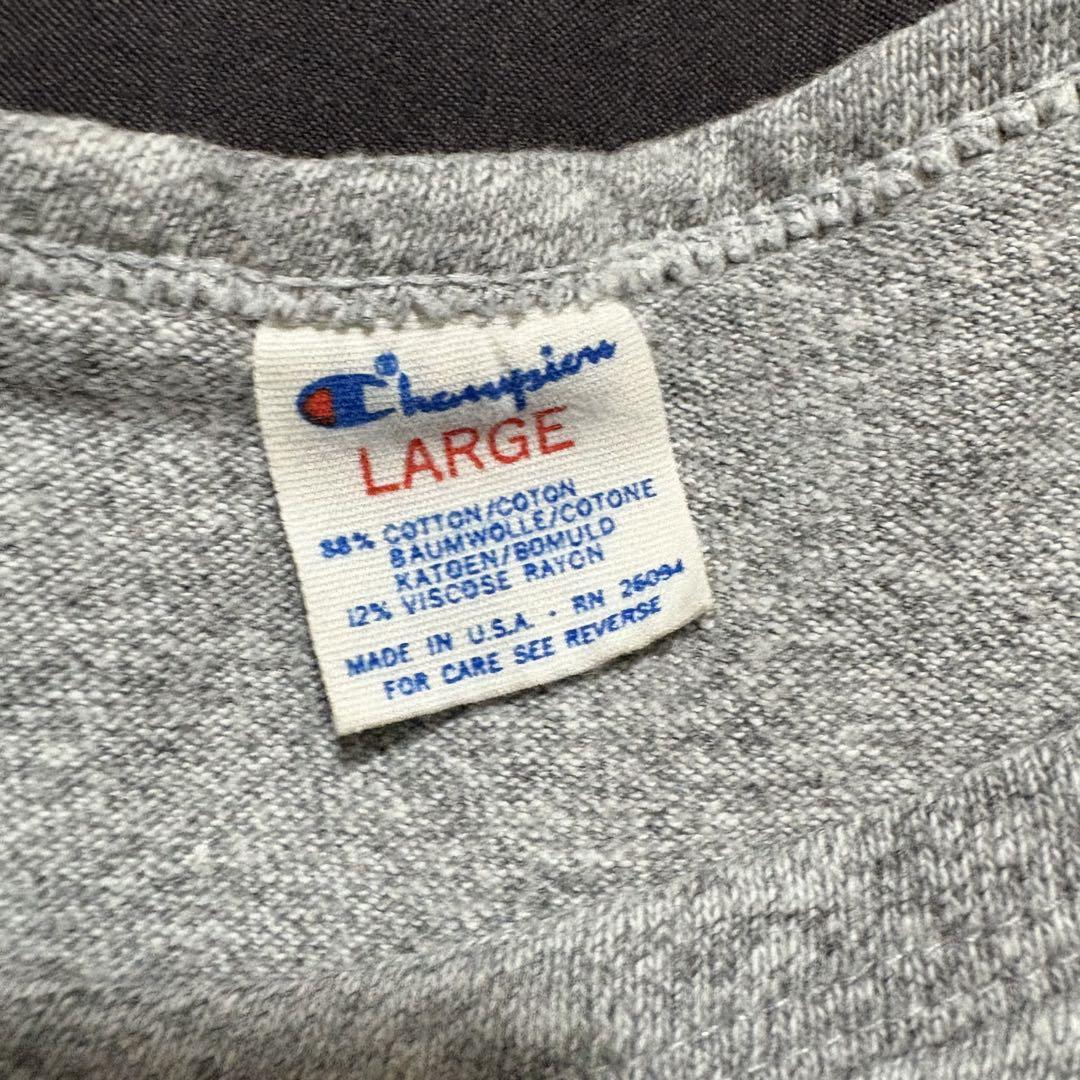 Champion®
LARGE
88% COTTON/COTON
BAUMWOLLE/COTONE
KATOEN/BOMULD
12% VISCOSE RAYON
MADE IN U.S.A. · RN 26094
FOR CARE SEE REVERSE